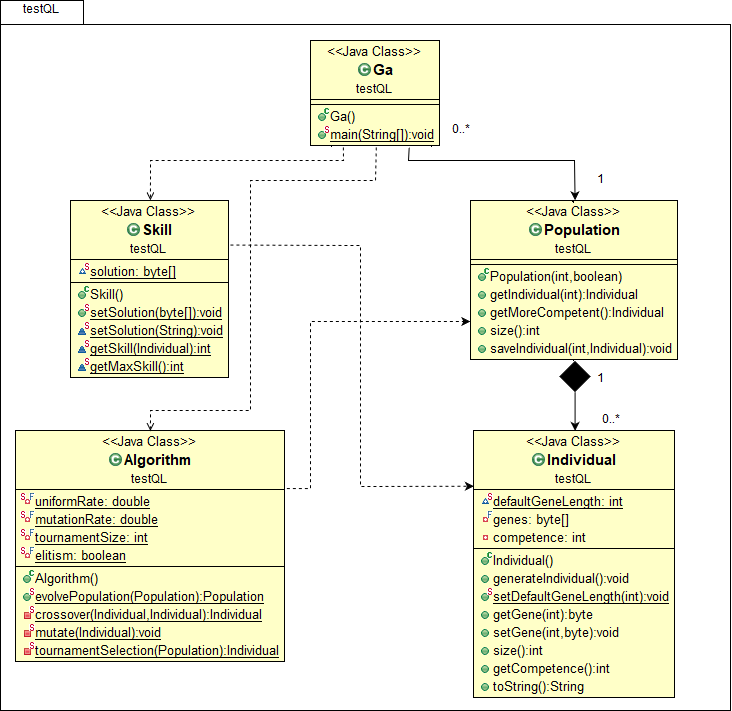 testQL
<<Java Class>>
Ga
testQL
Ga()
main(String[]):void
0..*
1
<<Java Class>>
Skill
testQL
solution: byte[]
Skill()
setSolution(byte[]):void
setSolution(String):void
getSkill(Individual):int
getMaxSkill():int
<<Java Class>>
Population
testQL
Population(int,boolean)
getIndividual(int):Individual
getMoreCompetent():Individual
size():int
saveIndividual(int,Individual):void
1
0..*
<<Java Class>>
Algorithm
testQL
uniformRate: double
mutationRate: double
tournamentSize: int
elitism: boolean
Algorithm()
evolvePopulation(Population):Population
crossover(Individual,Individual):Individual
mutate(Individual):void
tournamentSelection(Population):Individual
<<Java Class>>
Individual
testQL
defaultGeneLength: int
genes: byte[]
competence: int
Individual()
generateIndividual():void
setDefaultGeneLength(int):void
getGene(int):byte
setGene(int,byte):void
size():int
getCompetence():int
toString():String